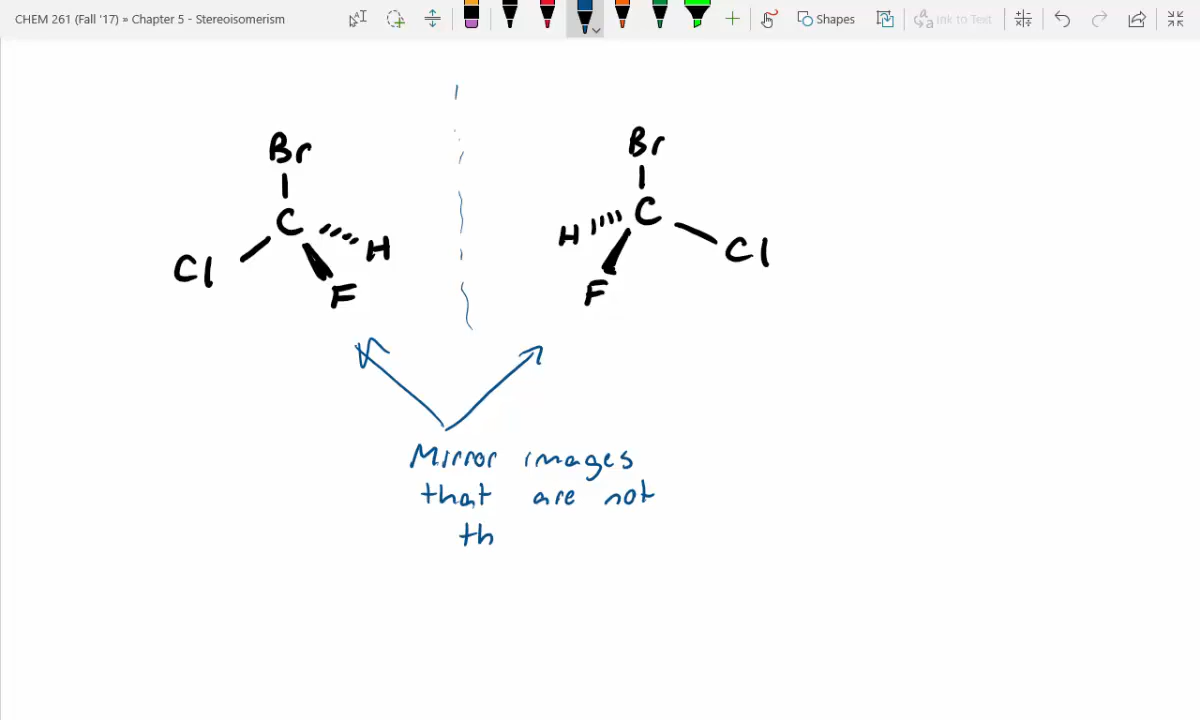 CHEM 261 (Fall '17) » Chapter 5 - Stereoisomerism
Shapes
Ink to Text
Br Br
C C
H H
Cl Cl
F F
Mirror images
that are not
th